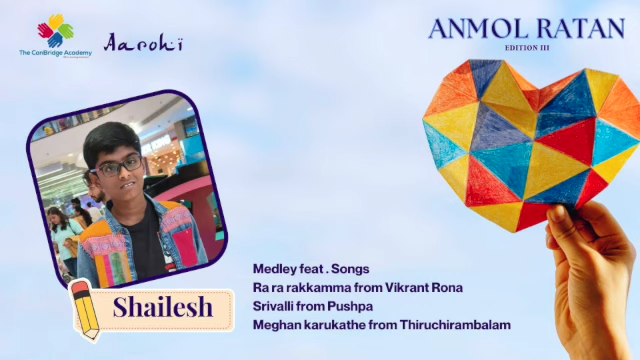 The ConBridge Academy
Aarohi
ANMOL RATAN
EDITION III
Shailesh
Medley feat . Songs
Ra ra rakkamma from Vikrant Rona
Srivalli from Pushpa
Meghan karukathe from Thiruchirambalam